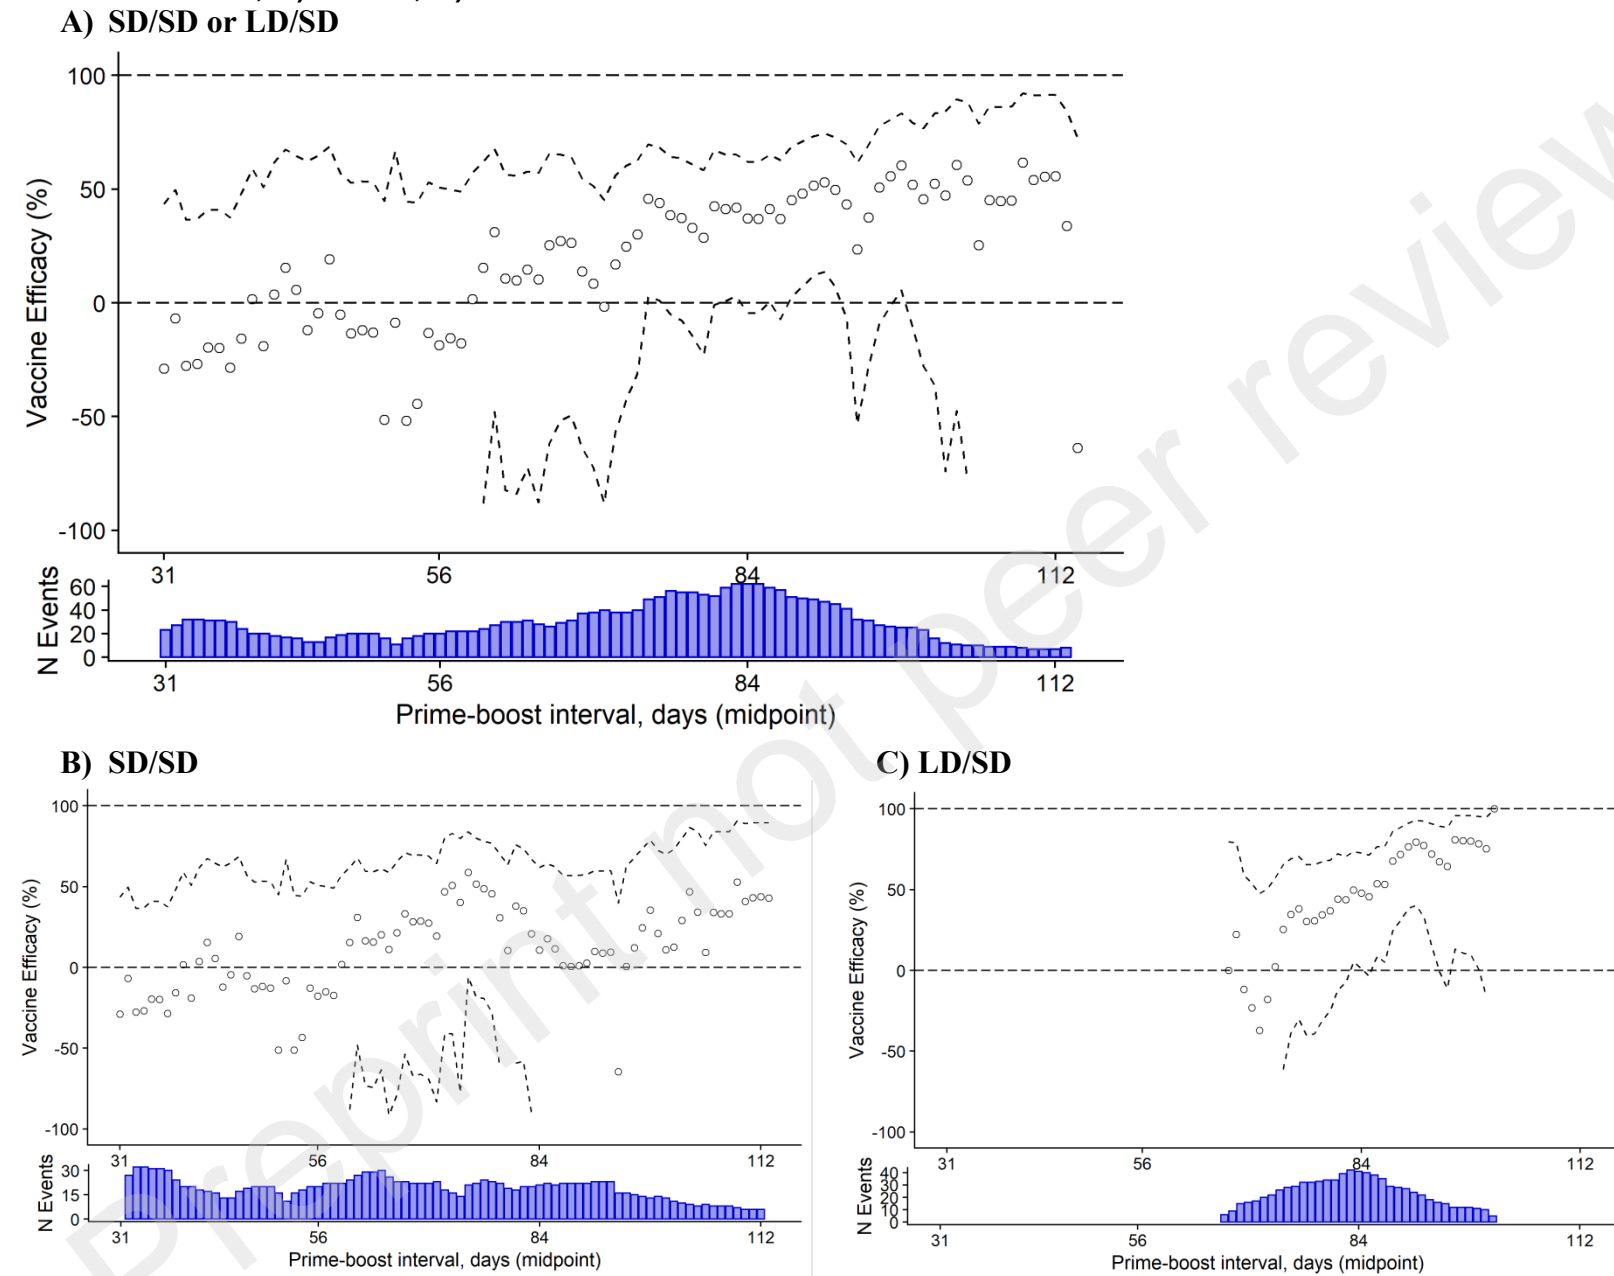 A) SD/SD or LD/SD
100
50
0
-50
-100
Vaccine Efficacy (%)
31 56 84 112
60
40
20
0
N Events
31 56 84 112
Prime-boost interval, days (midpoint)
B) SD/SD
100
50
0
-50
-100
Vaccine Efficacy (%)
31 56 84 112
30
15
0
N Events
31 56 84 112
Prime-boost interval, days (midpoint)
C) LD/SD
100
50
0
-50
-100
Vaccine Efficacy (%)
31 56 84 112
40
30
20
10
0
N Events
31 56 84 112
Prime-boost interval, days (midpoint)
Preprint not peer review